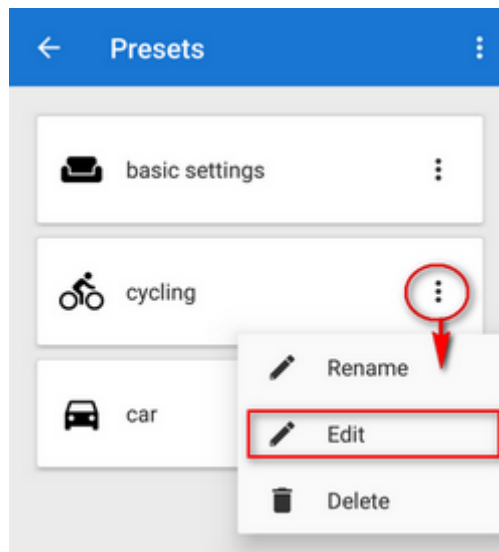 Presets
basic settings
cycling
Rename
car
Edit
Delete